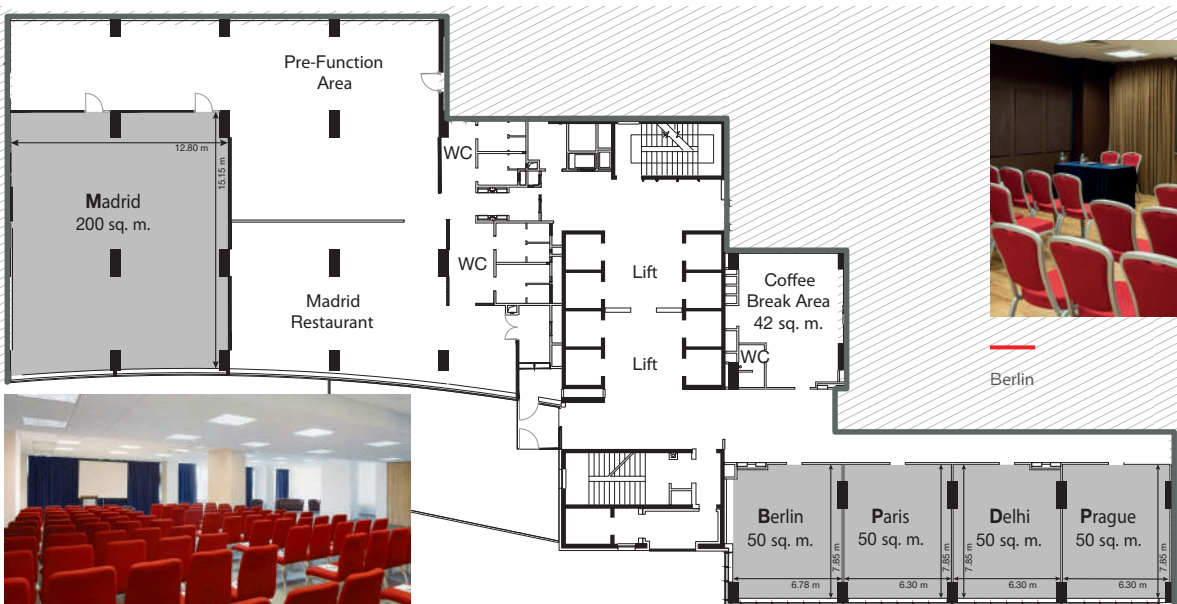 Pre-Function
Area
12.80 m
15.15 m
Madrid
200 sq. m.
WC
WC
Madrid
Restaurant
Lift
Lift
Coffee
Break Area
42 sq. m.
WC
Berlin
Berlin
50 sq. m.
7.85 m
6.78 m
Paris
50 sq. m.
7.85 m
6.30 m
Delhi
50 sq. m.
7.85 m
6.30 m
Prague
50 sq. m.
7.85 m
6.30 m